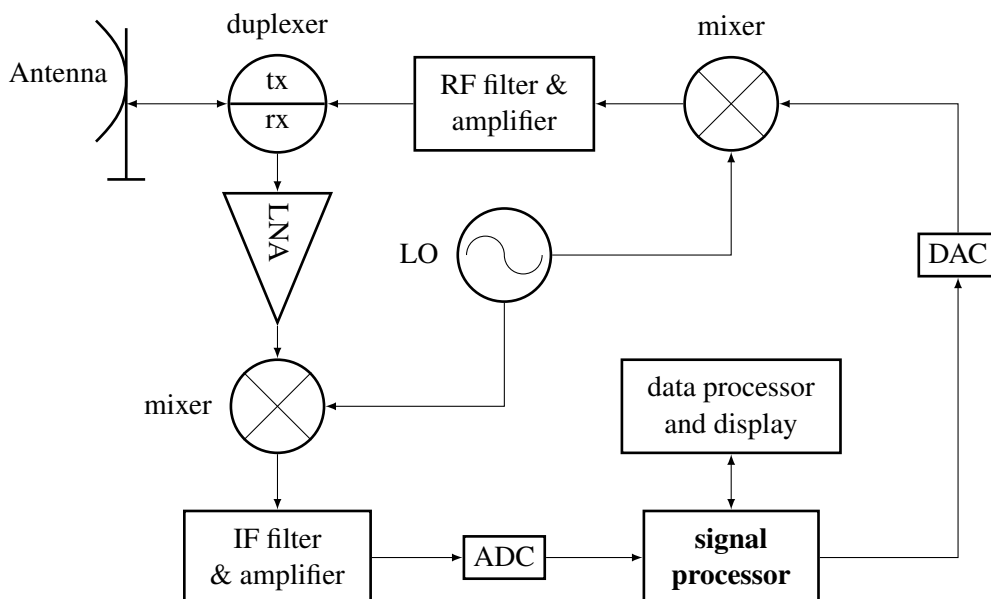 duplexer
mixer
Antenna
tx
rx
RF filter &
amplifier
LNA
LO
DAC
mixer
data processor
and display
IF filter
& amplifier
ADC
signal
processor